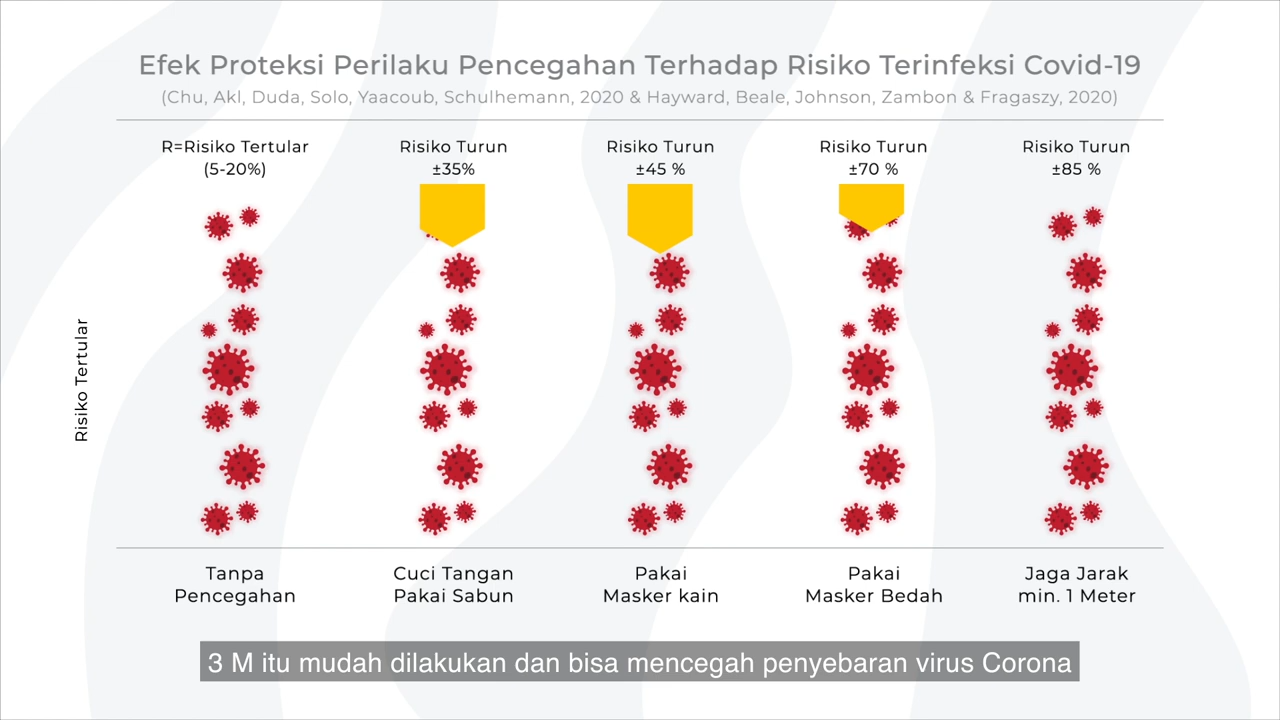 Efek Proteksi Perilaku Pencegahan Terhadap Risiko Terinfeksi Covid-19
(Chu, Akl, Duda, Solo, Yaacoub, Schulhemann, 2020 & Hayward, Beale, Johnson, Zambon & Fragaszy, 2020)
R=Risiko Tertular
(5-20%)
Risiko Turun
±35%
Risiko Turun
±45 %
Risiko Turun
±70 %
Risiko Turun
±85 %
Risiko Tertular
Tanpa
Pencegahan
Cuci Tangan
Pakai Sabun
Pakai
Masker kain
Pakai
Masker Bedah
Jaga Jarak
min. 1 Meter
3 M itu mudah dilakukan dan bisa mencegah penyebaran virus Corona